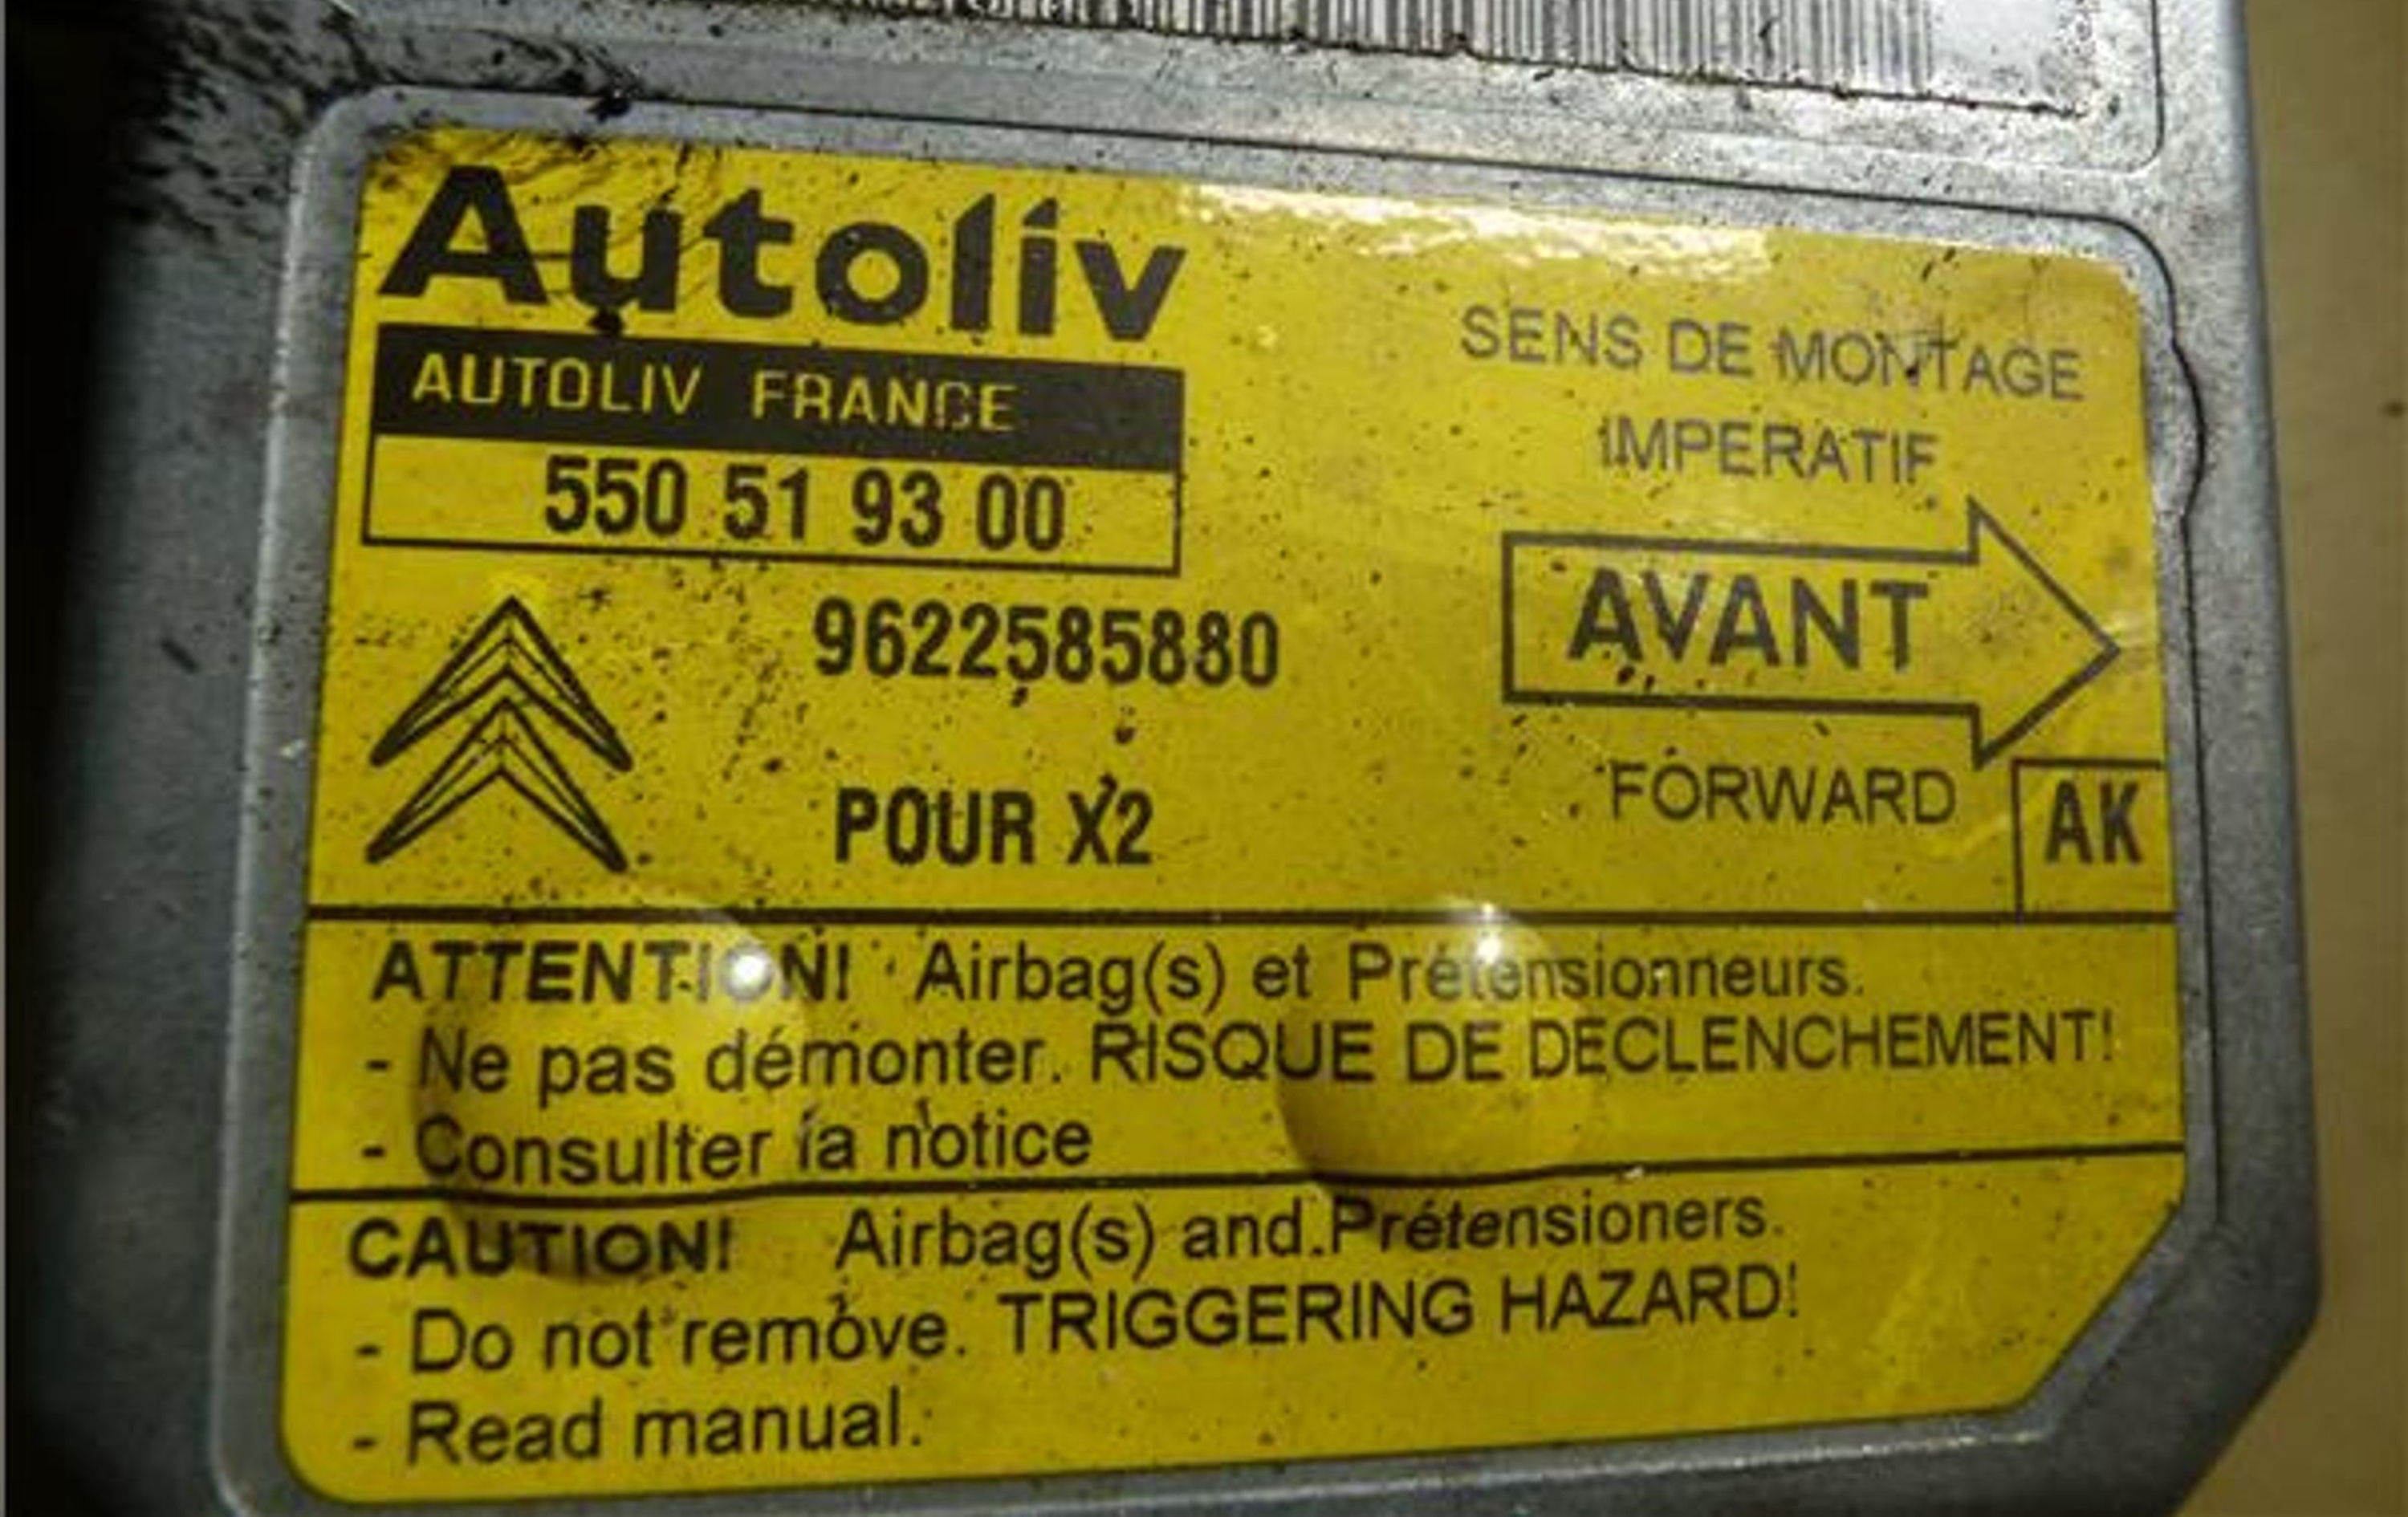 Autoliv
AUTOLIV FRANCE
550 51 93 00
9622585880
POUR X2
SENS DE MONTAGE
IMPERATIF
AVANT
FORWARD
AK
ATTENTION! Airbag(s) et Prétensionneurs.
- Ne pas démonter. RISQUE DE DECLENCHEMENT!
- Consulter la notice
CAUTION! Airbag(s) and Prétensioners.
- Do not remove. TRIGGERING HAZARD!
- Read manual.